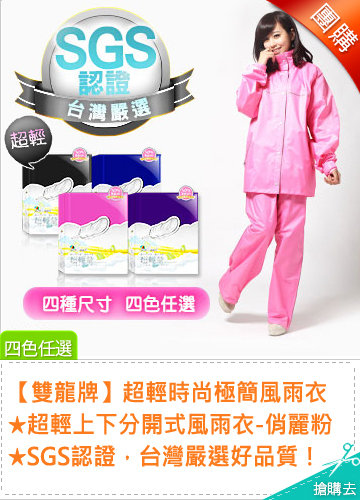 團購
SGS
認證
台灣嚴選
超輕
四種尺寸 四色任選
四色任選
【雙龍牌】超輕時尚極簡風雨衣
★超輕上下分開式風雨衣-俏麗粉
★SGS認證，台灣嚴選好品質！
搶購去